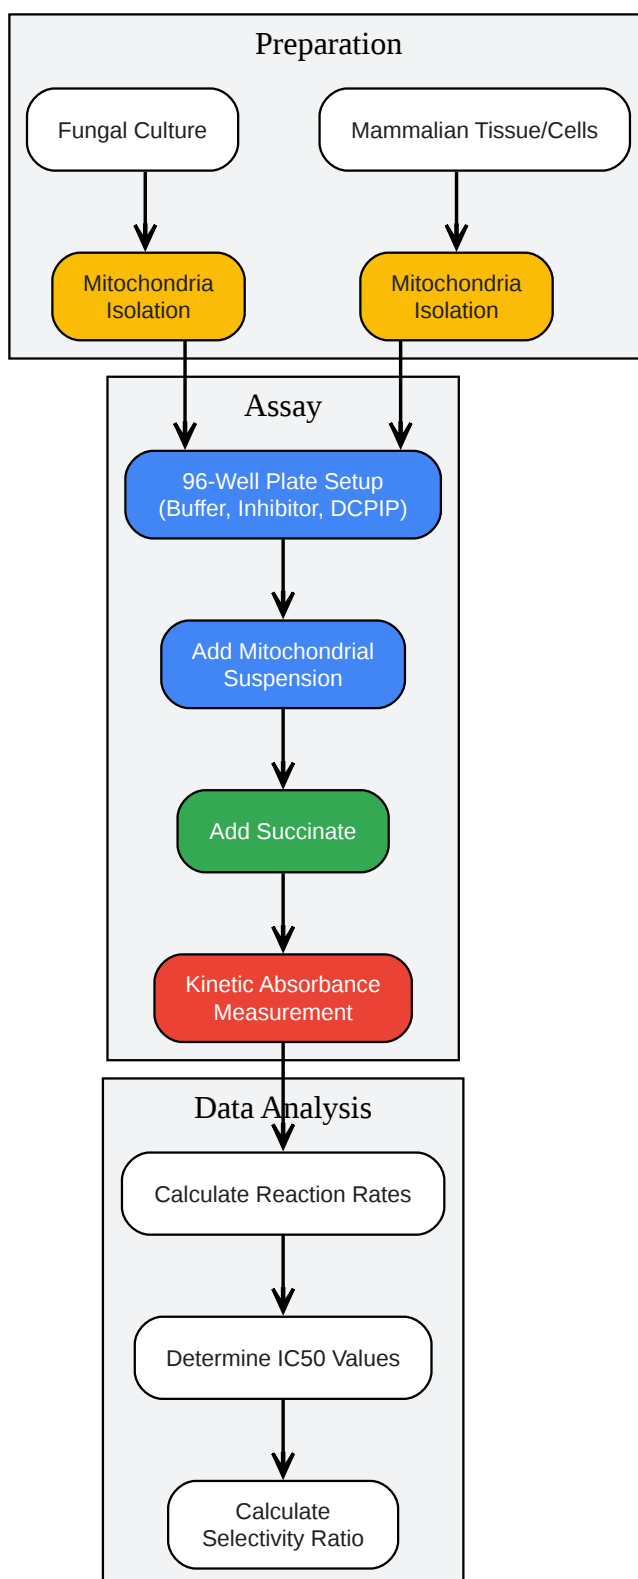 Preparation
Fungal Culture
Mammalian Tissue/Cells
Mitochondria
Isolation
Mitochondria
Isolation
Assay
96-Well Plate Setup
(Buffer, Inhibitor, DCPIP)
Add Mitochondrial
Suspension
Add Succinate
Kinetic Absorbance
Measurement
Data Analysis
Calculate Reaction Rates
Determine IC50 Values
Calculate
Selectivity Ratio